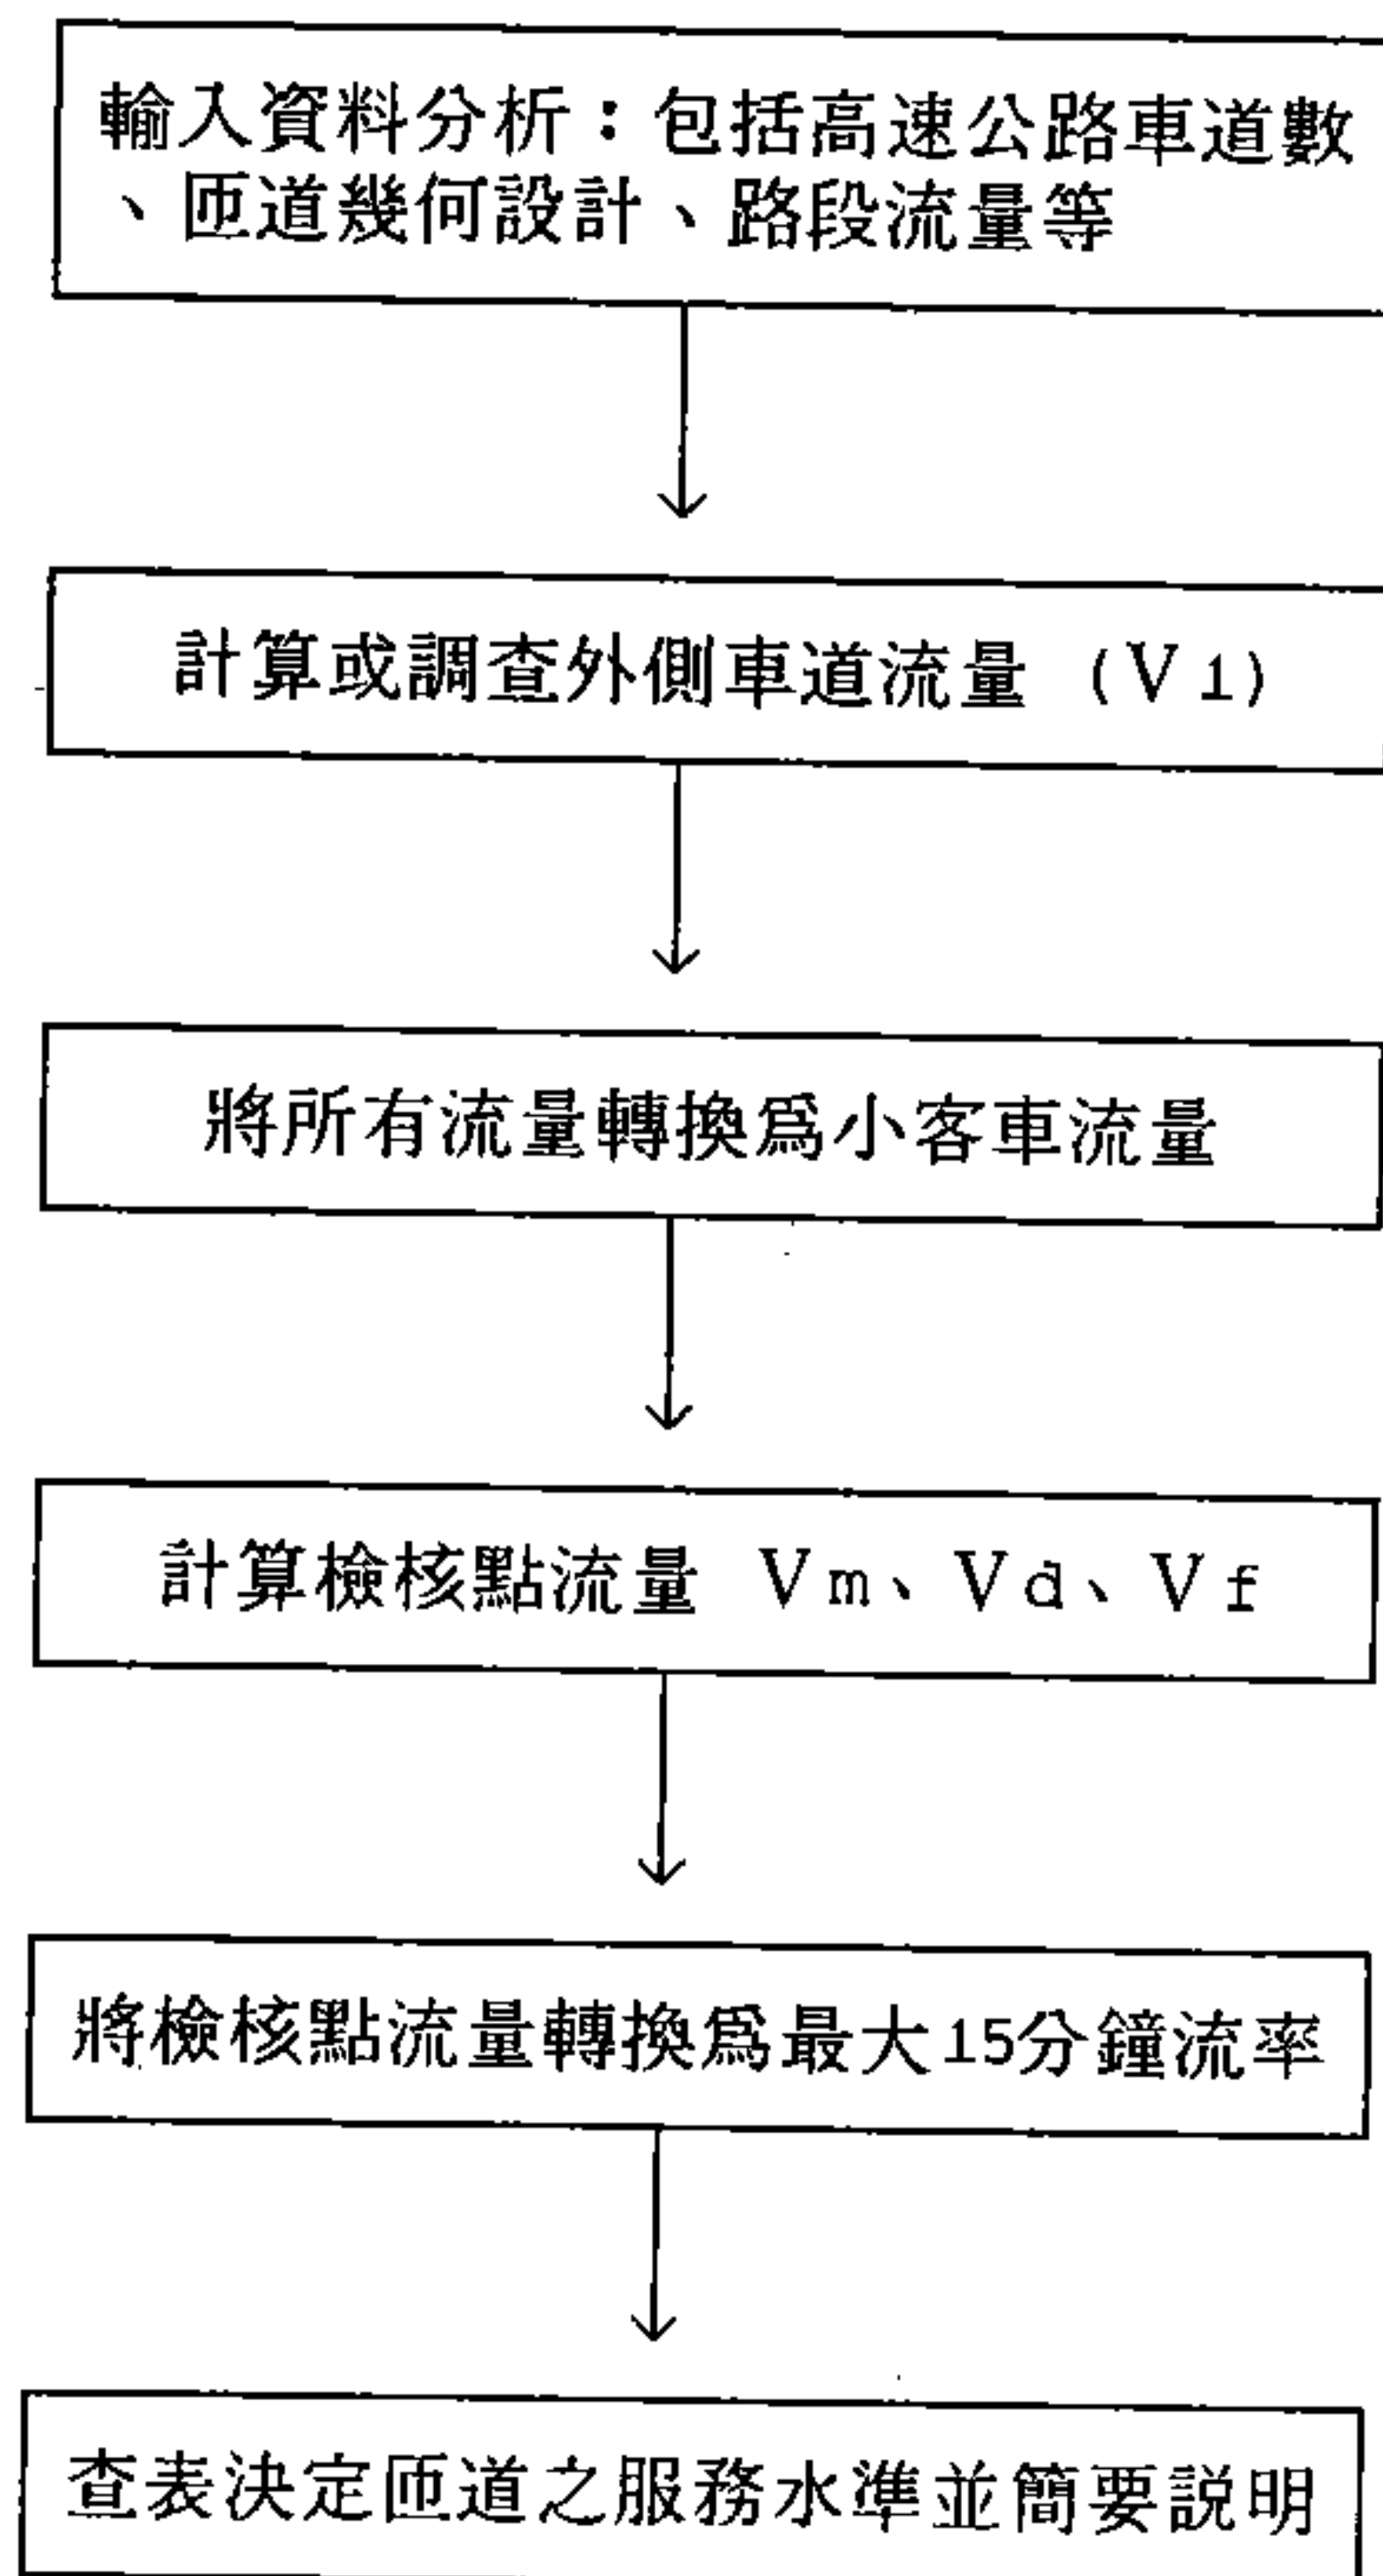 輸入資料分析：包括高速公路車道數
、匝道幾何設計、路段流量等
計算或調查外側車道流量 (V1)
將所有流量轉換爲小客車流量
計算檢核點流量 Vm、Vd、Vf
將檢核點流量轉換爲最大15分鐘流率
查表決定匝道之服務水準並簡要説明